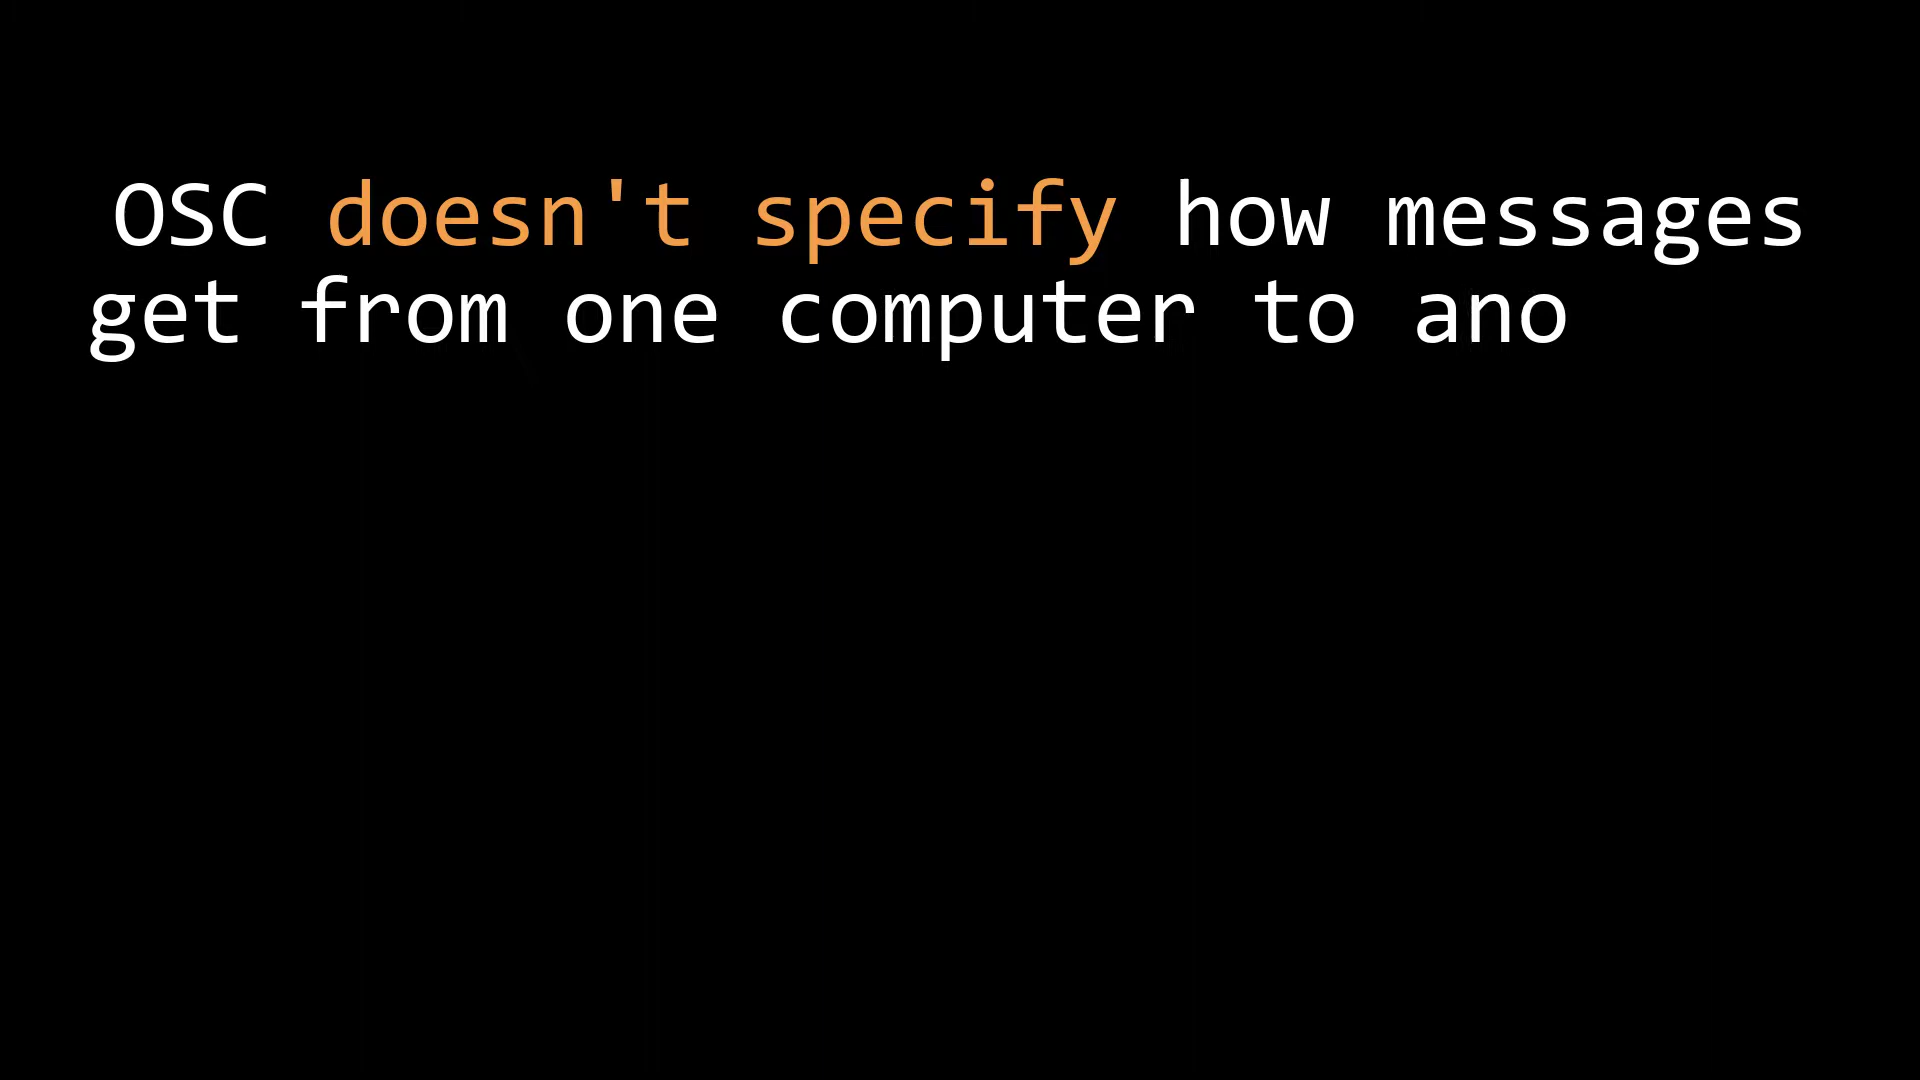 OSC doesn't specify how messages
get from one computer to ano